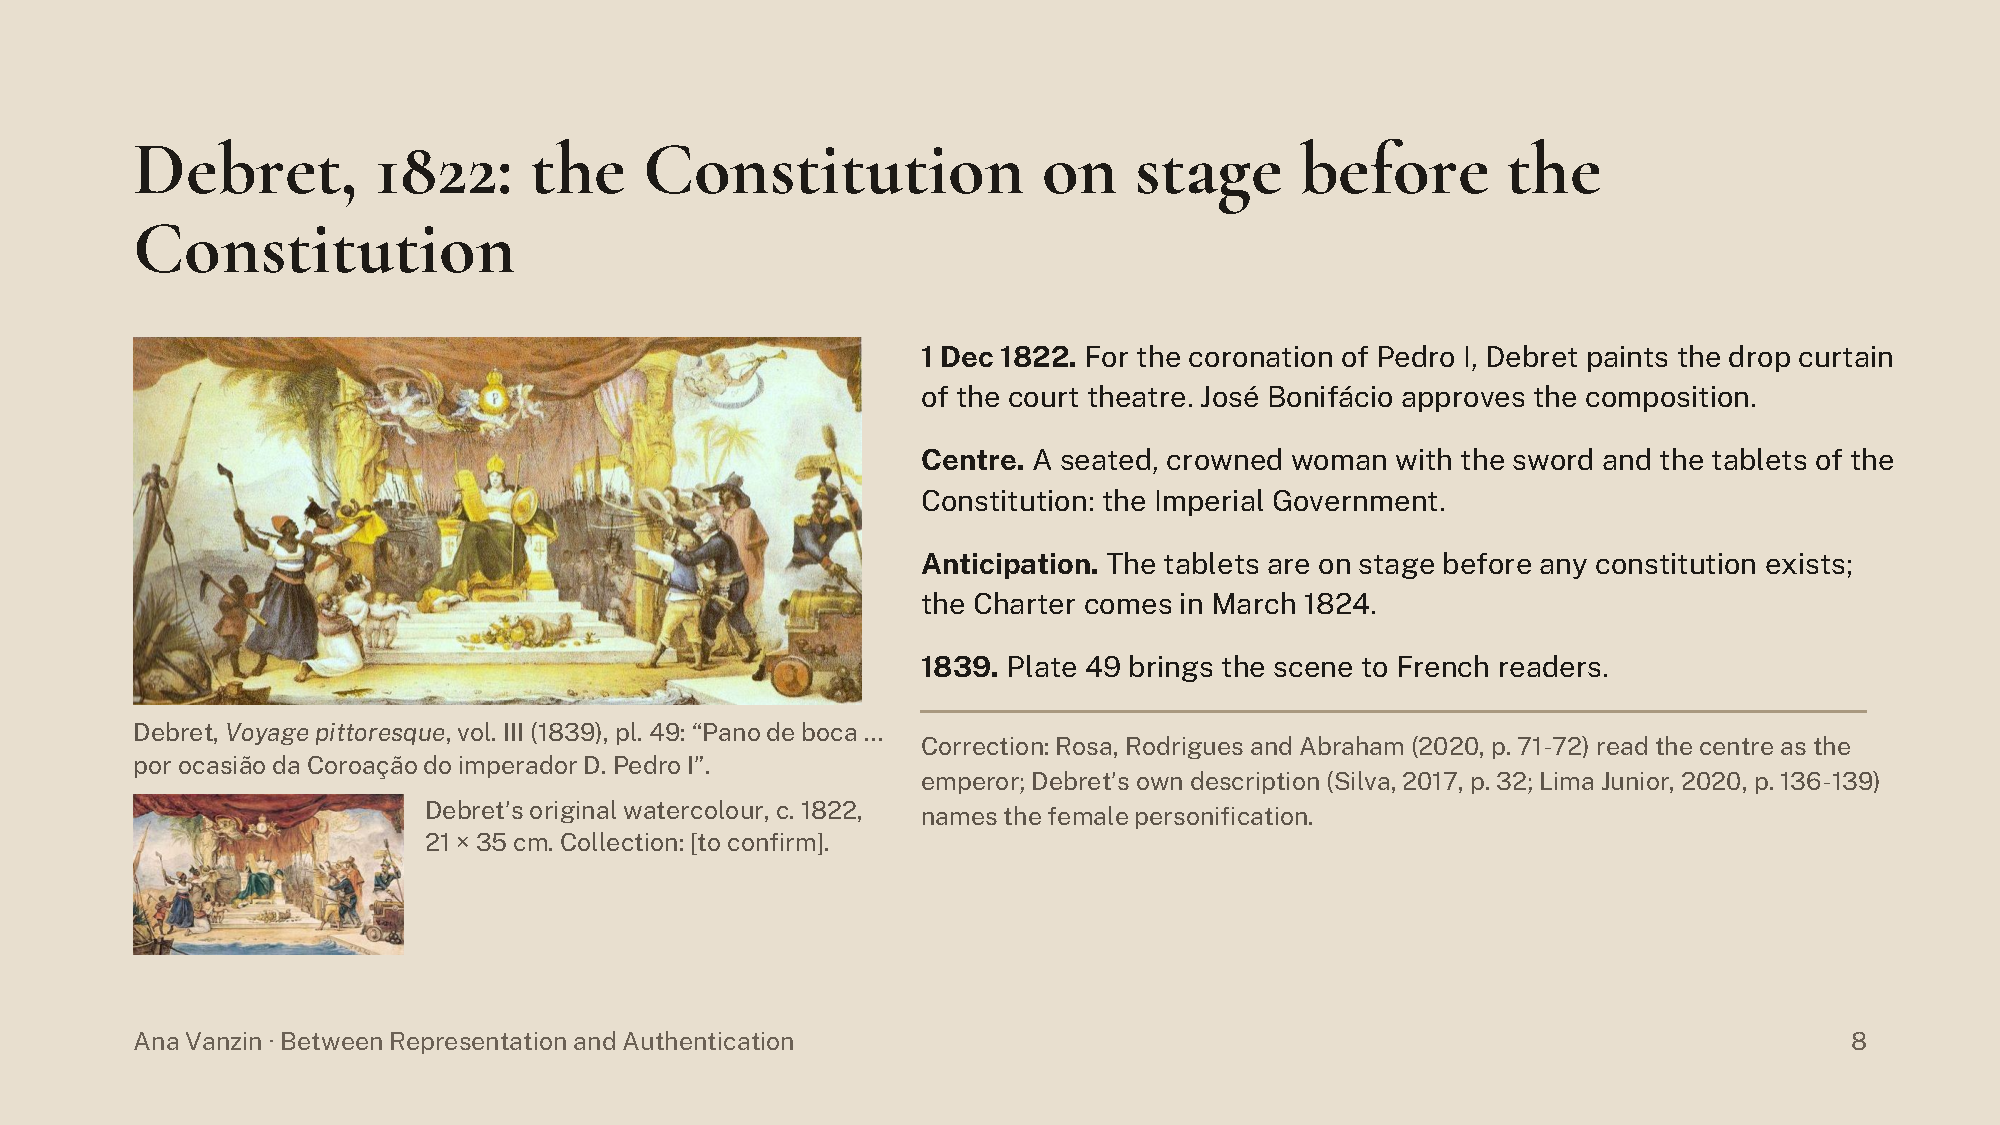 Debret, 1822: the Constitution on stage before the
Constitution
1 Dec 1822. For the coronation of Pedro I, Debret paints the drop curtain
of the court theatre. José Bonifácio approves the composition.
Centre. A seated, crowned woman with the sword and the tablets of the
Constitution: the Imperial Government.
Anticipation. The tablets are on stage before any constitution exists;
the Charter comes in March 1824.
1839. Plate 49 brings the scene to French readers.
Debret, Voyage pittoresque, vol. III (1839), pl. 49: “Pano de boca ...
por ocasião da Coroação do imperador D. Pedro I”.
Debret’s original watercolour, c. 1822,
21 × 35 cm. Collection: [to confirm].
Correction: Rosa, Rodrigues and Abraham (2020, p. 71-72) read the centre as the
emperor; Debret’s own description (Silva, 2017, p. 32; Lima Junior, 2020, p. 136-139)
names the female personification.
Ana Vanzin · Between Representation and Authentication
8